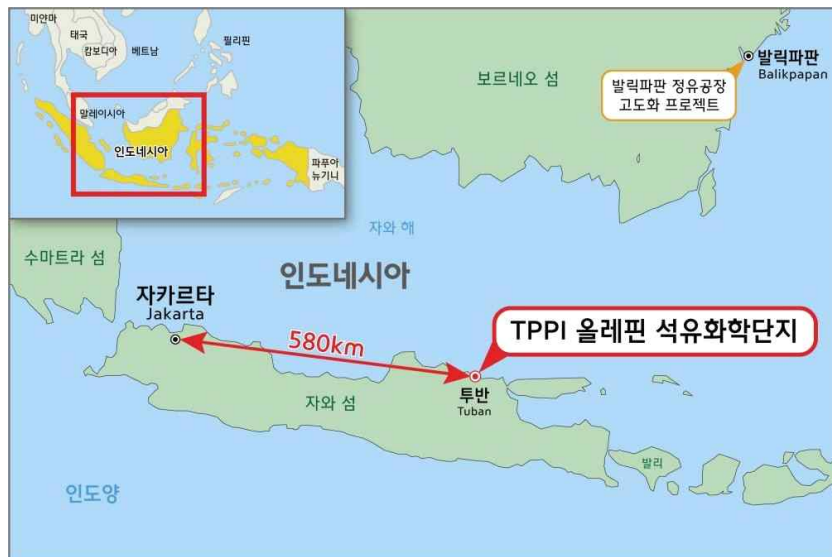 미얀마
태국
캄보디아
베트남
필리핀
말레이시아
인도네시아
파푸아
뉴기니
보르네오 섬
발릭파판
Balikpapan
발릭파판 정유공장
고도화 프로젝트
자와 해
수마트라 섬
인도네시아
자카르타
Jakarta
580km
TPPI 올레핀 석유화학단지
투반
Tuban
자와 섬
발리
인도양